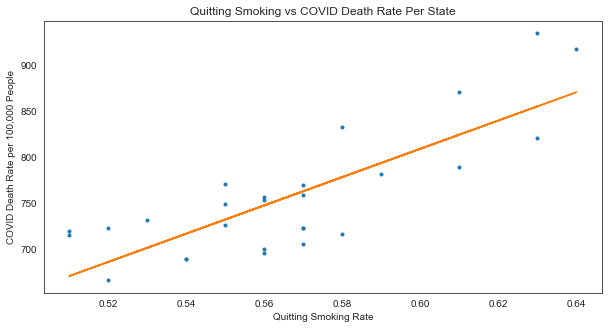 Quitting Smoking vs COVID Death Rate Per State
COVID Death Rate per 100,000 People
900
850
800
750
700
0.52 0.54 0.56 0.58 0.60 0.62 0.64
Quitting Smoking Rate